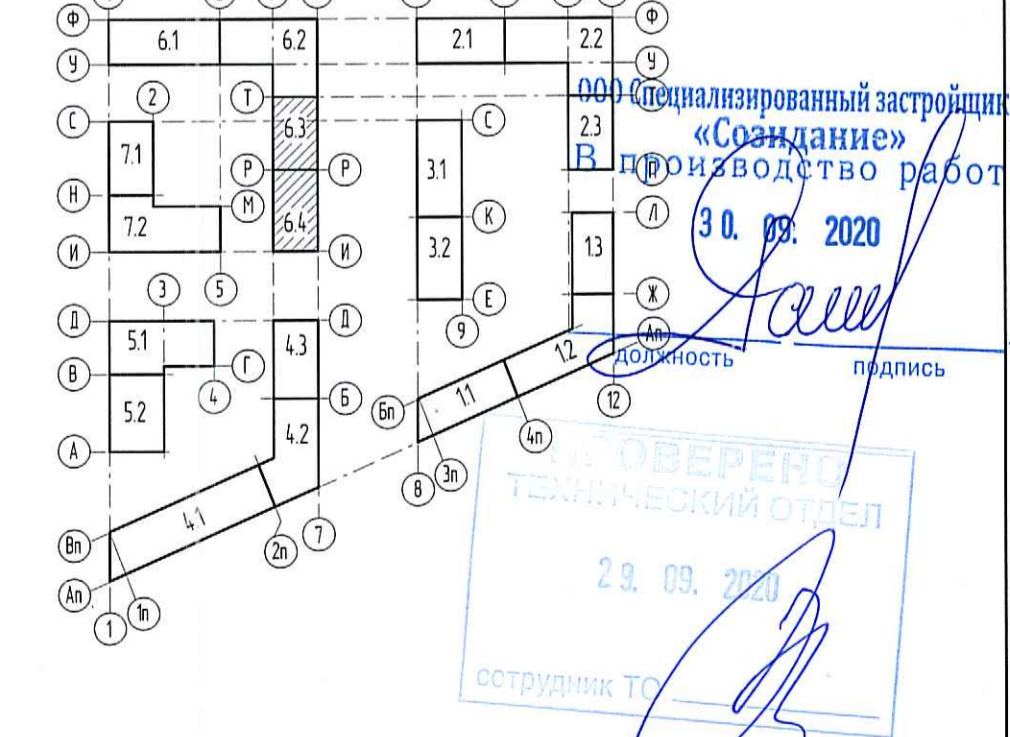 Ф 6.1 6.2 2.1 2.2 Ф
У У
2 Т ООО Специализированный застройщик
С 6.3 С 2.3 «Созидание»
7.1 3.1 В производство работ
Р Р П
Н М К Л
7.2 6.4 3.2 1.3 30. 09. 2020
И И
3 5 Е Ж
Д Д 9 Ап
5.1 4.3 1.2 должность подпись
В Г
4 Б Бп 1.1 12
5.2 4.2 4п
А 3п ПРОВЕРЕНО
8 ТЕХНИЧЕСКИЙ ОТДЕЛ
4.1 7
Вп 2п 29. 09. 2020
Ап
1п
1
сотрудник ТО